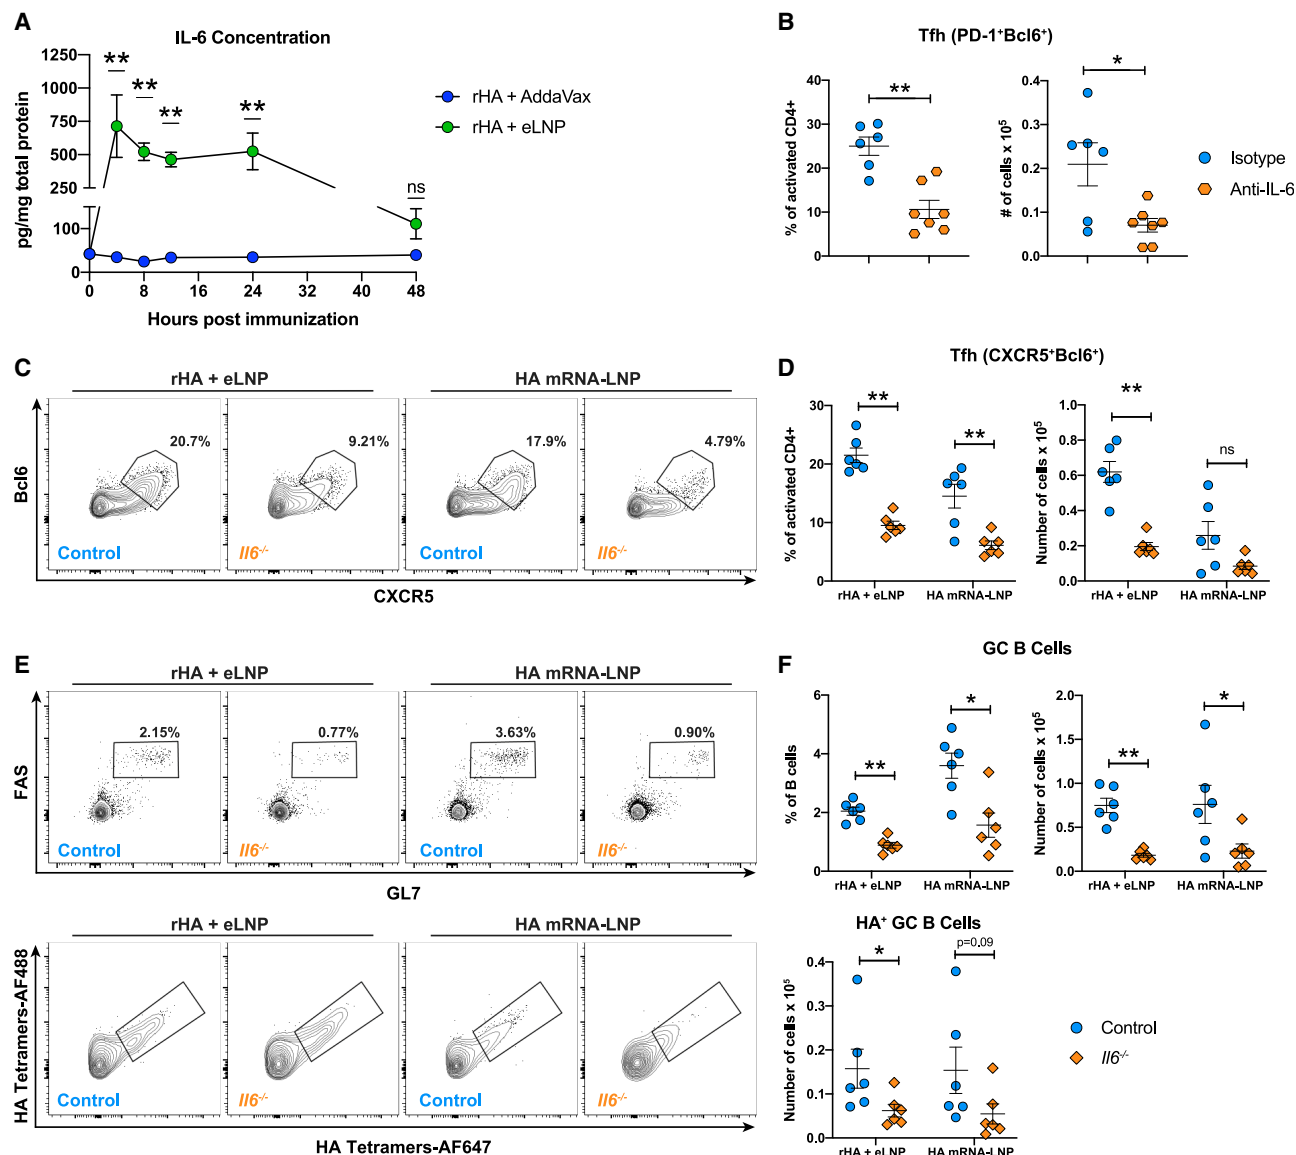 A
IL-6 Concentration
pg/mg total protein
1250
1000
750
500
250
100
0
**
**
**
**
ns
0 8 16 24 32 40 48
Hours post immunization
rHA + AddaVax
rHA + eLNP
B
Tfh (PD-1⁺Bcl6⁺)
% of activated CD4+
40
30
20
10
0
**
# of cells x 10⁵
0.4
0.3
0.2
0.1
0.0
*
Isotype
Anti-IL-6
C
rHA + eLNP
HA mRNA-LNP
Bcl6
20.7%
9.21%
17.9%
4.79%
Control
Il6⁻/⁻
Control
Il6⁻/⁻
CXCR5
D
Tfh (CXCR5⁺Bcl6⁺)
% of activated CD4+
30
20
10
0
**
**
rHA + eLNP
HA mRNA-LNP
Number of cells x 10⁵
1.0
0.8
0.6
0.4
0.2
0.0
**
ns
rHA + eLNP
HA mRNA-LNP
E
rHA + eLNP
HA mRNA-LNP
FAS
2.15%
0.77%
3.63%
0.90%
Control
Il6⁻/⁻
Control
Il6⁻/⁻
GL7
rHA + eLNP
HA mRNA-LNP
HA Tetramers-AF488
Control
Il6⁻/⁻
Control
Il6⁻/⁻
HA Tetramers-AF647
F
GC B Cells
% of B cells
6
4
2
0
**
*
rHA + eLNP
HA mRNA-LNP
Number of cells x 10⁵
2.0
1.5
1.0
0.5
0.0
**
*
rHA + eLNP
HA mRNA-LNP
HA⁺ GC B Cells
Number of cells x 10⁵
0.4
0.3
0.2
0.1
0.0
*
p=0.09
rHA + eLNP
HA mRNA-LNP
Control
Il6⁻/⁻